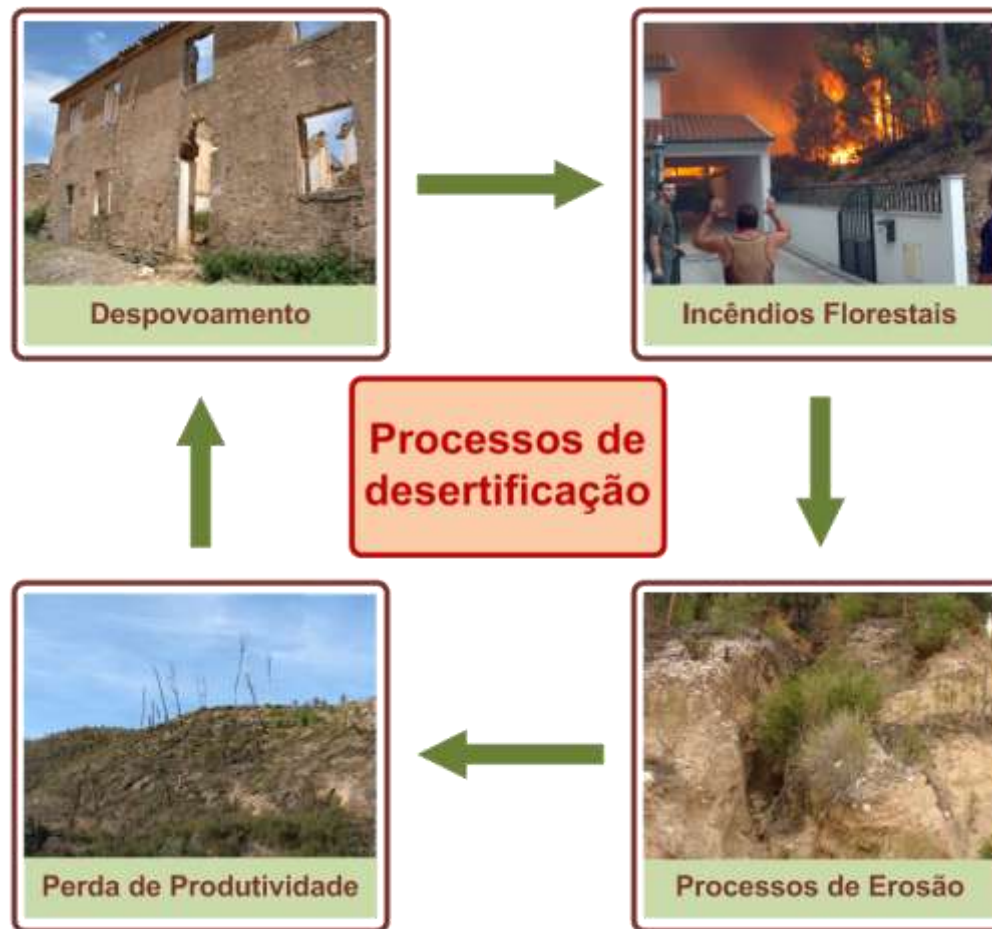 Despovoamento
Incêndios Florestais
Processos de
desertificação
Perda de Produtividade
Processos de Erosão